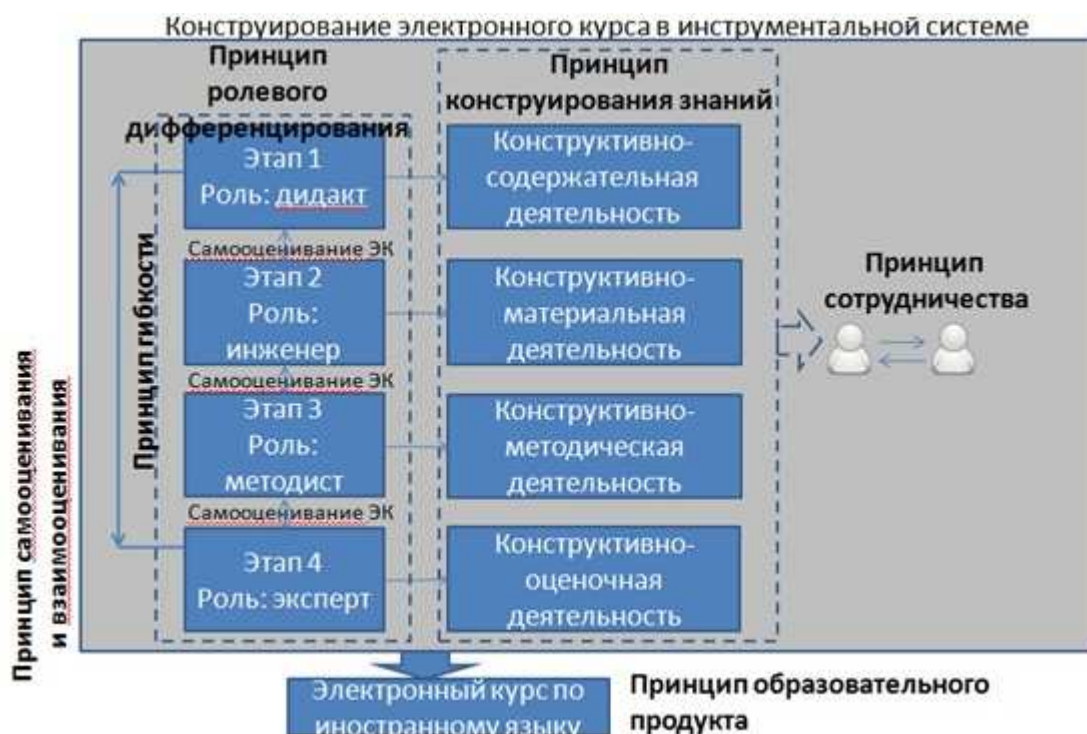 Конструирование электронного курса в инструментальной системе
Принцип
ролевого
дифференцирования
Принцип
конструирования знаний
Этап 1
Роль: дидакт
Конструктивно-
содержательная
деятельность
Самооценивание ЭК
Этап 2
Роль:
инженер
Конструктивно-
материальная
деятельность
Самооценивание ЭК
Этап 3
Роль:
методист
Конструктивно-
методическая
деятельность
Самооценивание ЭК
Этап 4
Роль: эксперт
Конструктивно-
оценочная
деятельность
Принцип гибкости
Принцип самооценивания
и взаимооценивания
Принцип
сотрудничества
Электронный курс по
иностранному языку
Принцип образовательного
продукта